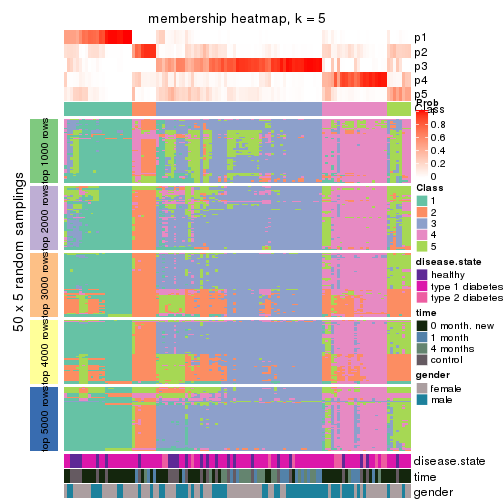 membership heatmap, k = 5
p1
p2
p3
p4
p5
Class
Prob
1
0.8
0.6
0.4
0.2
0
Class
1
2
3
4
5
disease.state
healthy
type 1 diabetes
type 2 diabetes
time
0 month. new
1 month
4 months
control
gender
female
male
50 x 5 random samplings
top 1000 rows
top 2000 rows
top 3000 rows
top 4000 rows
top 5000 rows
disease.state
time
gender